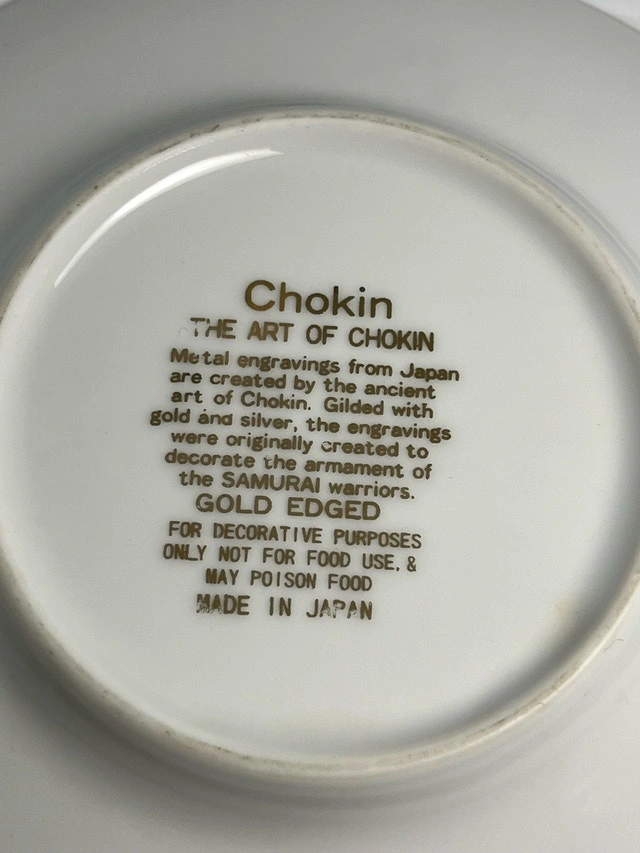 Chokin
THE ART OF CHOKIN
Metal engravings from Japan
are created by the ancient
art of Chokin. Gilded with
gold and silver, the engravings
were originally created to
decorate the armament of
the SAMURAI warriors.
GOLD EDGED
FOR DECORATIVE PURPOSES
ONLY NOT FOR FOOD USE, &
MAY POISON FOOD
MADE IN JAPAN